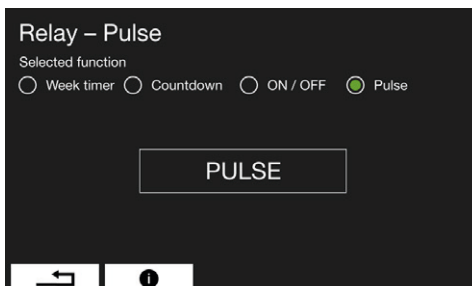 Relay – Pulse
Selected function
Week timer Countdown ON / OFF Pulse
PULSE